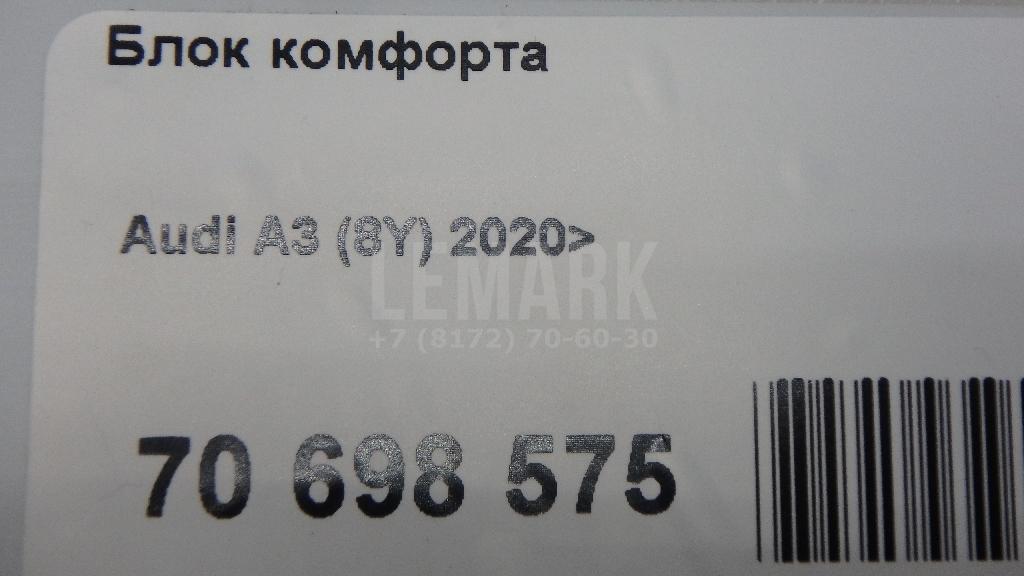 Блок комфорта
Audi A3 (8Y) 2020>
LEMARK
+7 (8172) 70-60-30
70 698 575